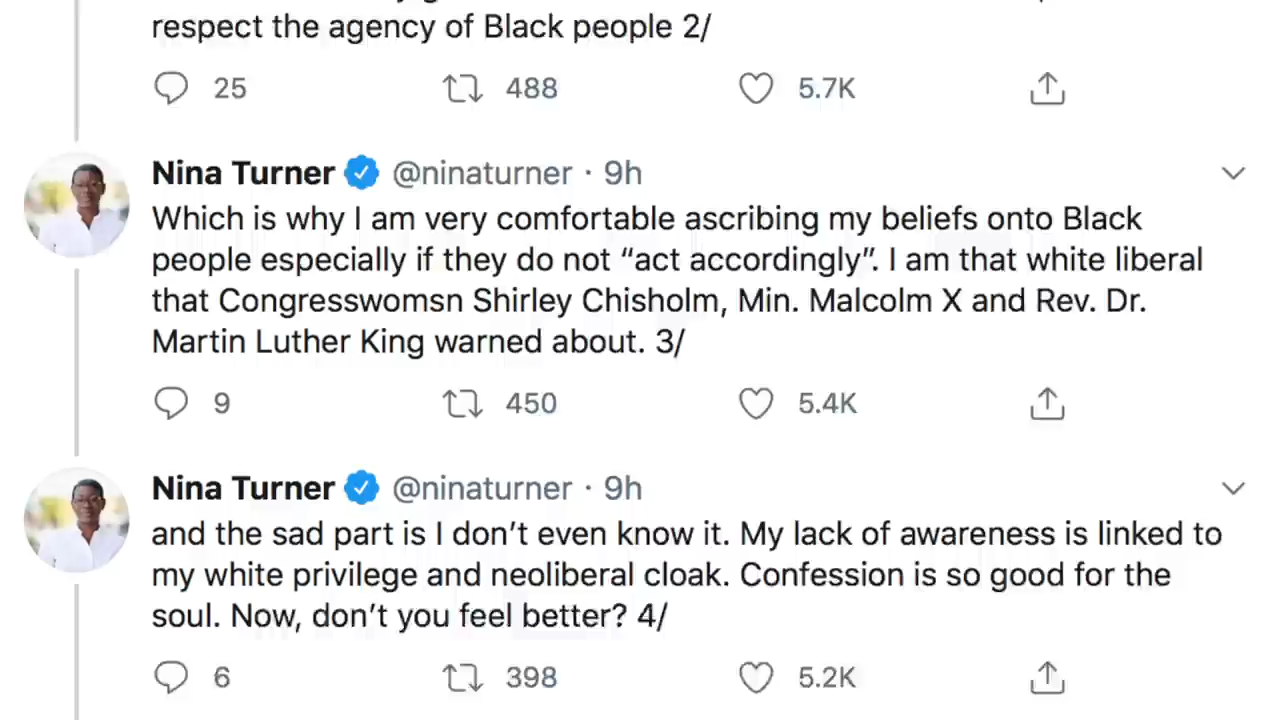 respect the agency of Black people 2/
25 488 5.7K
Nina Turner @ninaturner · 9h
Which is why I am very comfortable ascribing my beliefs onto Black
people especially if they do not “act accordingly”. I am that white liberal
that Congresswomsn Shirley Chisholm, Min. Malcolm X and Rev. Dr.
Martin Luther King warned about. 3/
9 450 5.4K
Nina Turner @ninaturner · 9h
and the sad part is I don’t even know it. My lack of awareness is linked to
my white privilege and neoliberal cloak. Confession is so good for the
soul. Now, don’t you feel better? 4/
6 398 5.2K